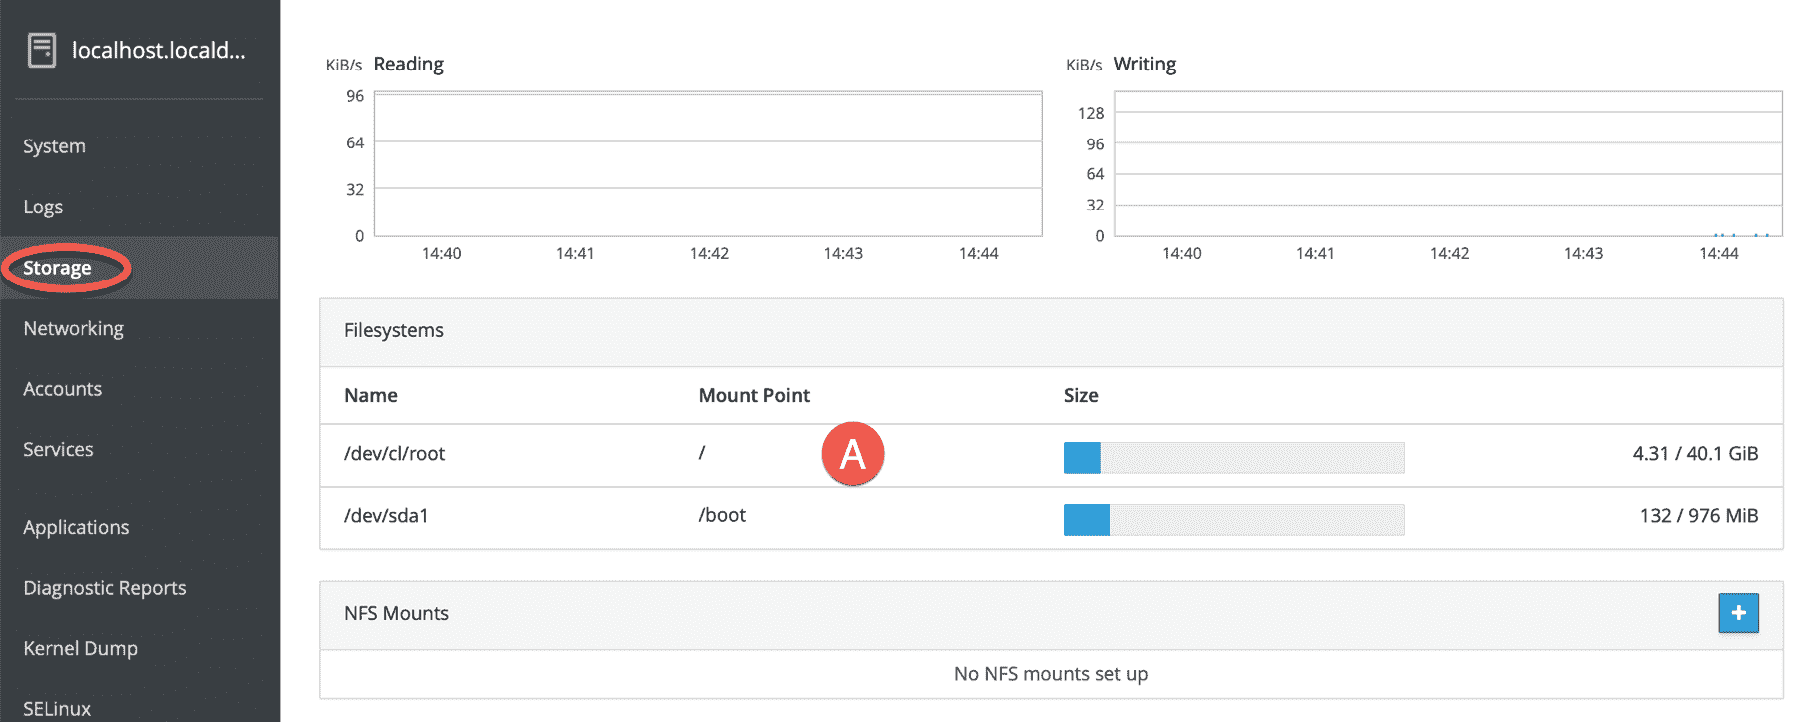 localhost.locald...
System
Logs
Storage
Networking
Accounts
Services
Applications
Diagnostic Reports
Kernel Dump
SELinux
KiB/s Reading
96
64
32
0
14:40 14:41 14:42 14:43 14:44
KiB/s Writing
128
96
64
32
0
14:40 14:41 14:42 14:43 14:44
Filesystems
Name Mount Point Size
/dev/cl/root / A 4.31 / 40.1 GiB
/dev/sda1 /boot 132 / 976 MiB
NFS Mounts +
No NFS mounts set up